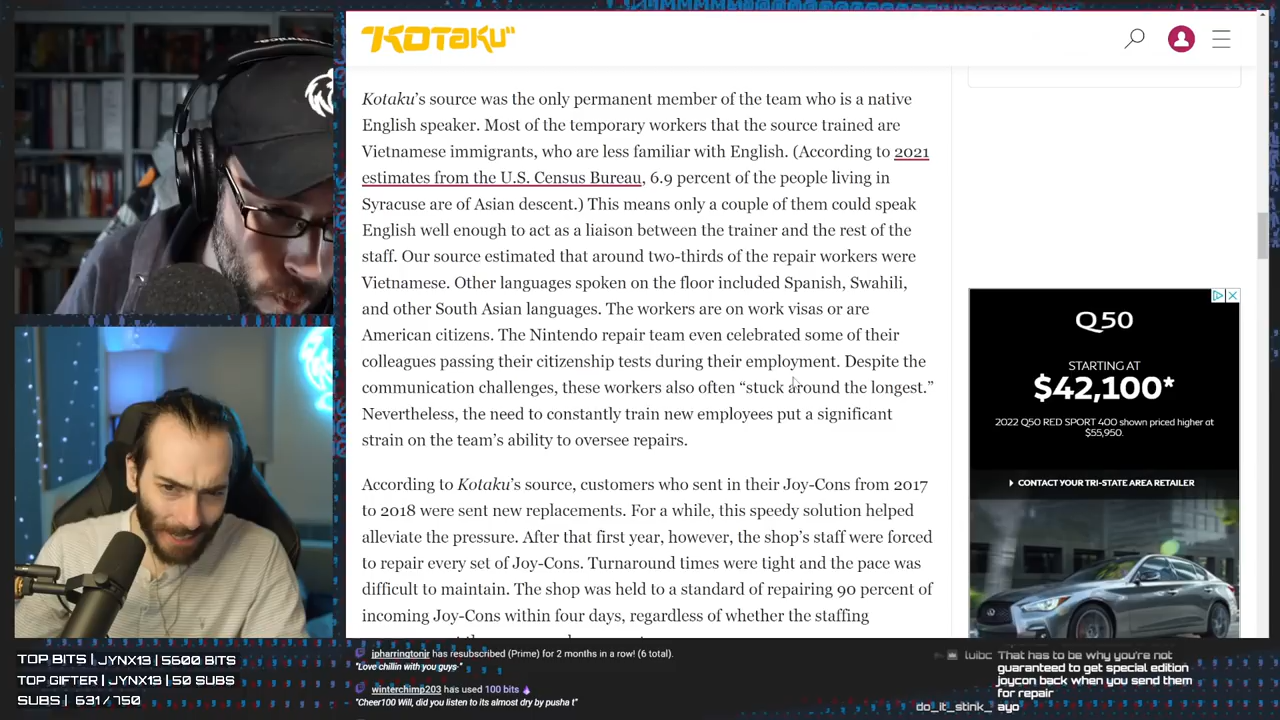 KOTAKU
Kotaku's source was the only permanent member of the team who is a native
English speaker. Most of the temporary workers that the source trained are
Vietnamese immigrants, who are less familiar with English. (According to 2021
estimates from the U.S. Census Bureau, 6.9 percent of the people living in
Syracuse are of Asian descent.) This means only a couple of them could speak
English well enough to act as a liaison between the trainer and the rest of the
staff. Our source estimated that around two-thirds of the repair workers were
Vietnamese. Other languages spoken on the floor included Spanish, Swahili,
and other South Asian languages. The workers are on work visas or are
American citizens. The Nintendo repair team even celebrated some of their
colleagues passing their citizenship tests during their employment. Despite the
communication challenges, these workers also often “stuck around the longest.”
Nevertheless, the need to constantly train new employees put a significant
strain on the team's ability to oversee repairs.
According to Kotaku's source, customers who sent in their Joy-Cons from 2017
to 2018 were sent new replacements. For a while, this speedy solution helped
alleviate the pressure. After that first year, however, the shop's staff were forced
to repair every set of Joy-Cons. Turnaround times were tight and the pace was
difficult to maintain. The shop was held to a standard of repairing 90 percent of
incoming Joy-Cons within four days, regardless of whether the staffing
Q50
STARTING AT
$42,100*
2022 Q50 RED SPORT 400 shown priced higher at
$55,950.
CONTACT YOUR TRI-STATE AREA RETAILER
TOP BITS | JYNX13 | 5600 BITS
TOP GIFTER | JYNX13 | 50 SUBS
SUBS | 631/750
jpharringtonjr has resubscribed (Prime) for 2 months in a row! (6 total).
"Love chillin with you guys"
winterchimp203 has used 100 bits
"Cheer100 Will, did you listen to its almost dry by pusha t"
luibc That has to be why you're not
guaranteed to get special edition
joycon back when you send them
for repair
do_it_stink_ ayo